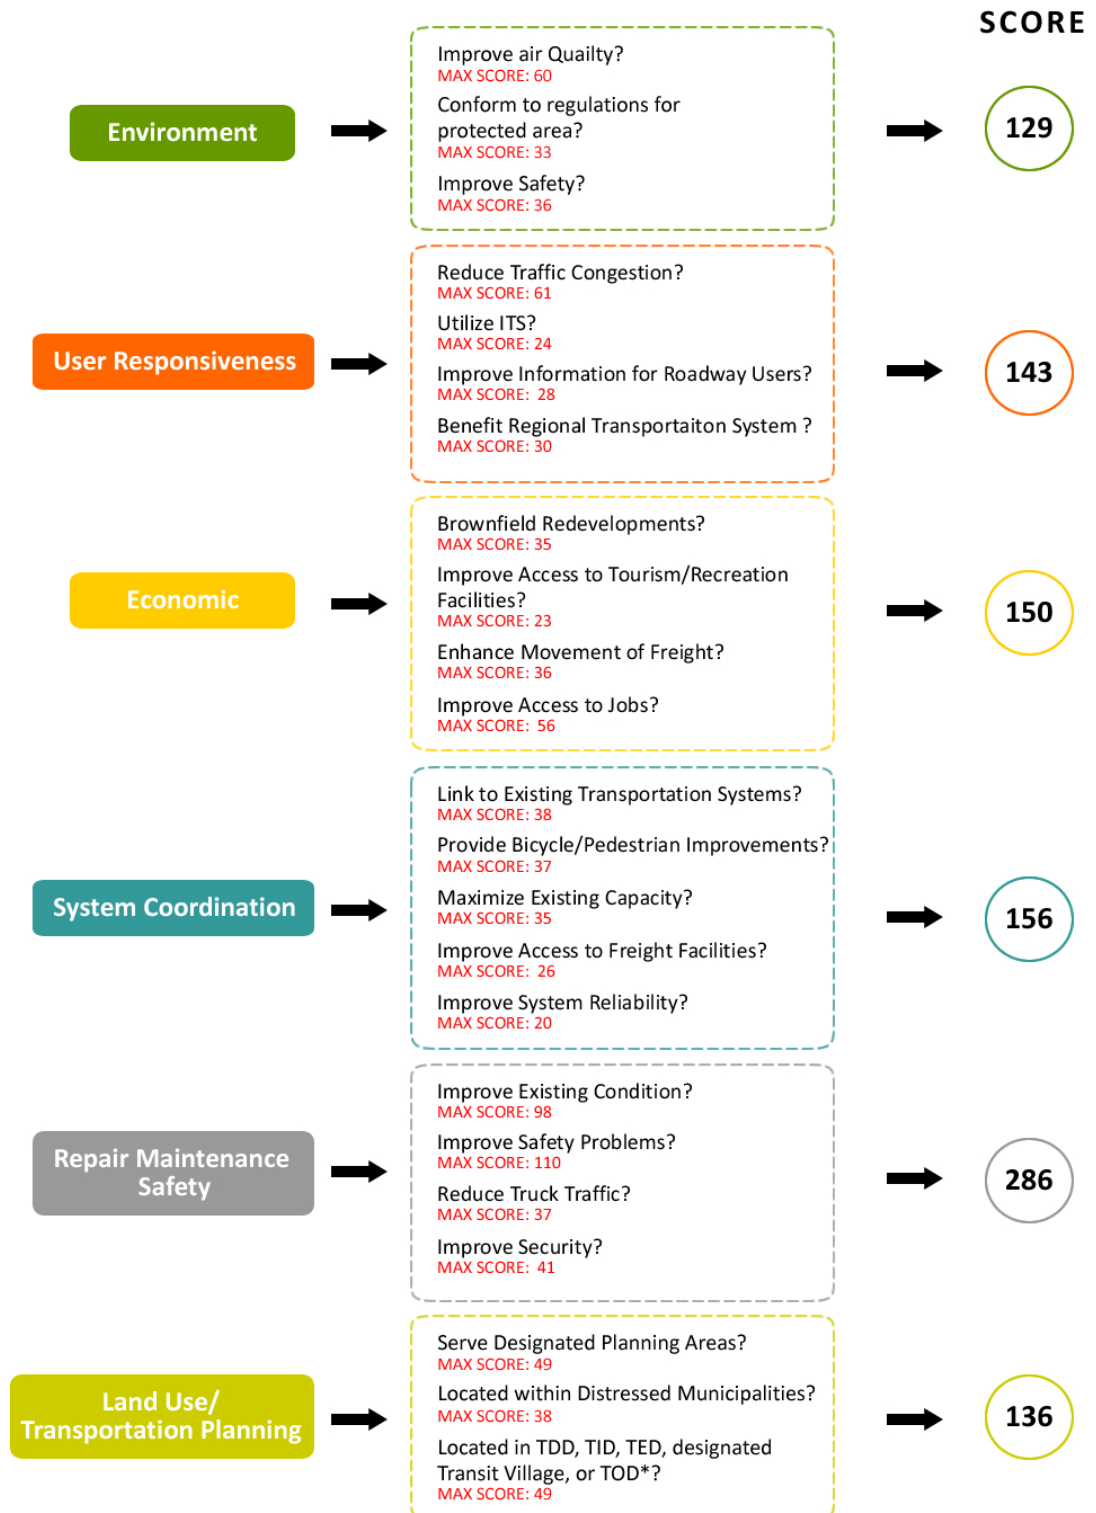 SCORE
Environment
Improve air Quailty?
MAX SCORE: 60
Conform to regulations for
protected area?
MAX SCORE: 33
Improve Safety?
MAX SCORE: 36
129
User Responsiveness
Reduce Traffic Congestion?
MAX SCORE: 61
Utilize ITS?
MAX SCORE: 24
Improve Information for Roadway Users?
MAX SCORE: 28
Benefit Regional Transportaiton System ?
MAX SCORE: 30
143
Economic
Brownfield Redevelopments?
MAX SCORE: 35
Improve Access to Tourism/Recreation
Facilities?
MAX SCORE: 23
Enhance Movement of Freight?
MAX SCORE: 36
Improve Access to Jobs?
MAX SCORE: 56
150
System Coordination
Link to Existing Transportation Systems?
MAX SCORE: 38
Provide Bicycle/Pedestrian Improvements?
MAX SCORE: 37
Maximize Existing Capacity?
MAX SCORE: 35
Improve Access to Freight Facilities?
MAX SCORE: 26
Improve System Reliability?
MAX SCORE: 20
156
Repair Maintenance
Safety
Improve Existing Condition?
MAX SCORE: 98
Improve Safety Problems?
MAX SCORE: 110
Reduce Truck Traffic?
MAX SCORE: 37
Improve Security?
MAX SCORE: 41
286
Land Use/
Transportation Planning
Serve Designated Planning Areas?
MAX SCORE: 49
Located within Distressed Municipalities?
MAX SCORE: 38
Located in TDD, TID, TED, designated
Transit Village, or TOD*?
MAX SCORE: 49
136